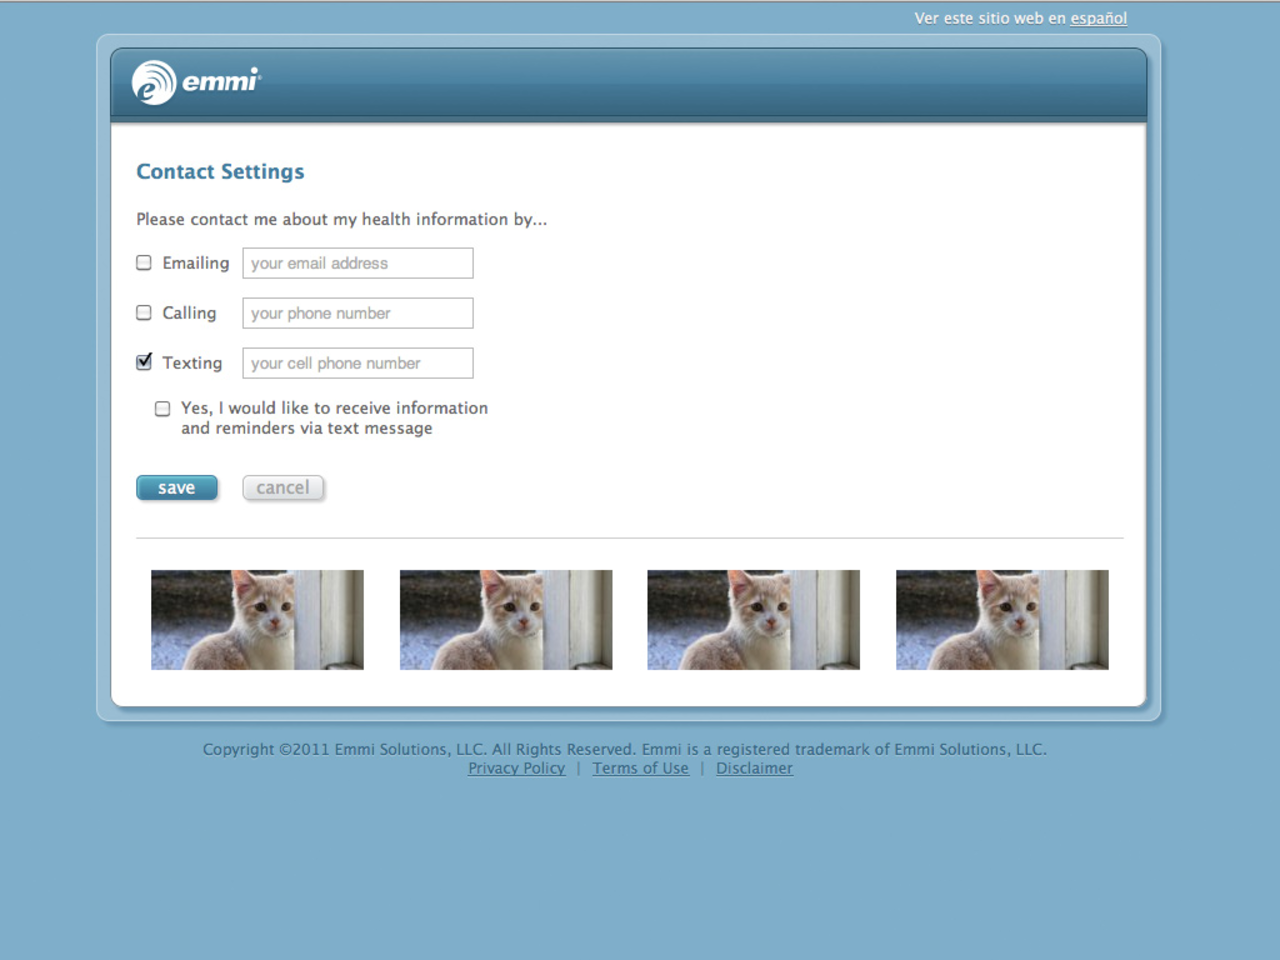 Ver este sitio web en español
emmi®
Contact Settings
Please contact me about my health information by...
Emailing your email address
Calling your phone number
Texting your cell phone number
Yes, I would like to receive information
and reminders via text message
save cancel
Copyright ©2011 Emmi Solutions, LLC. All Rights Reserved. Emmi is a registered trademark of Emmi Solutions, LLC.
Privacy Policy | Terms of Use | Disclaimer